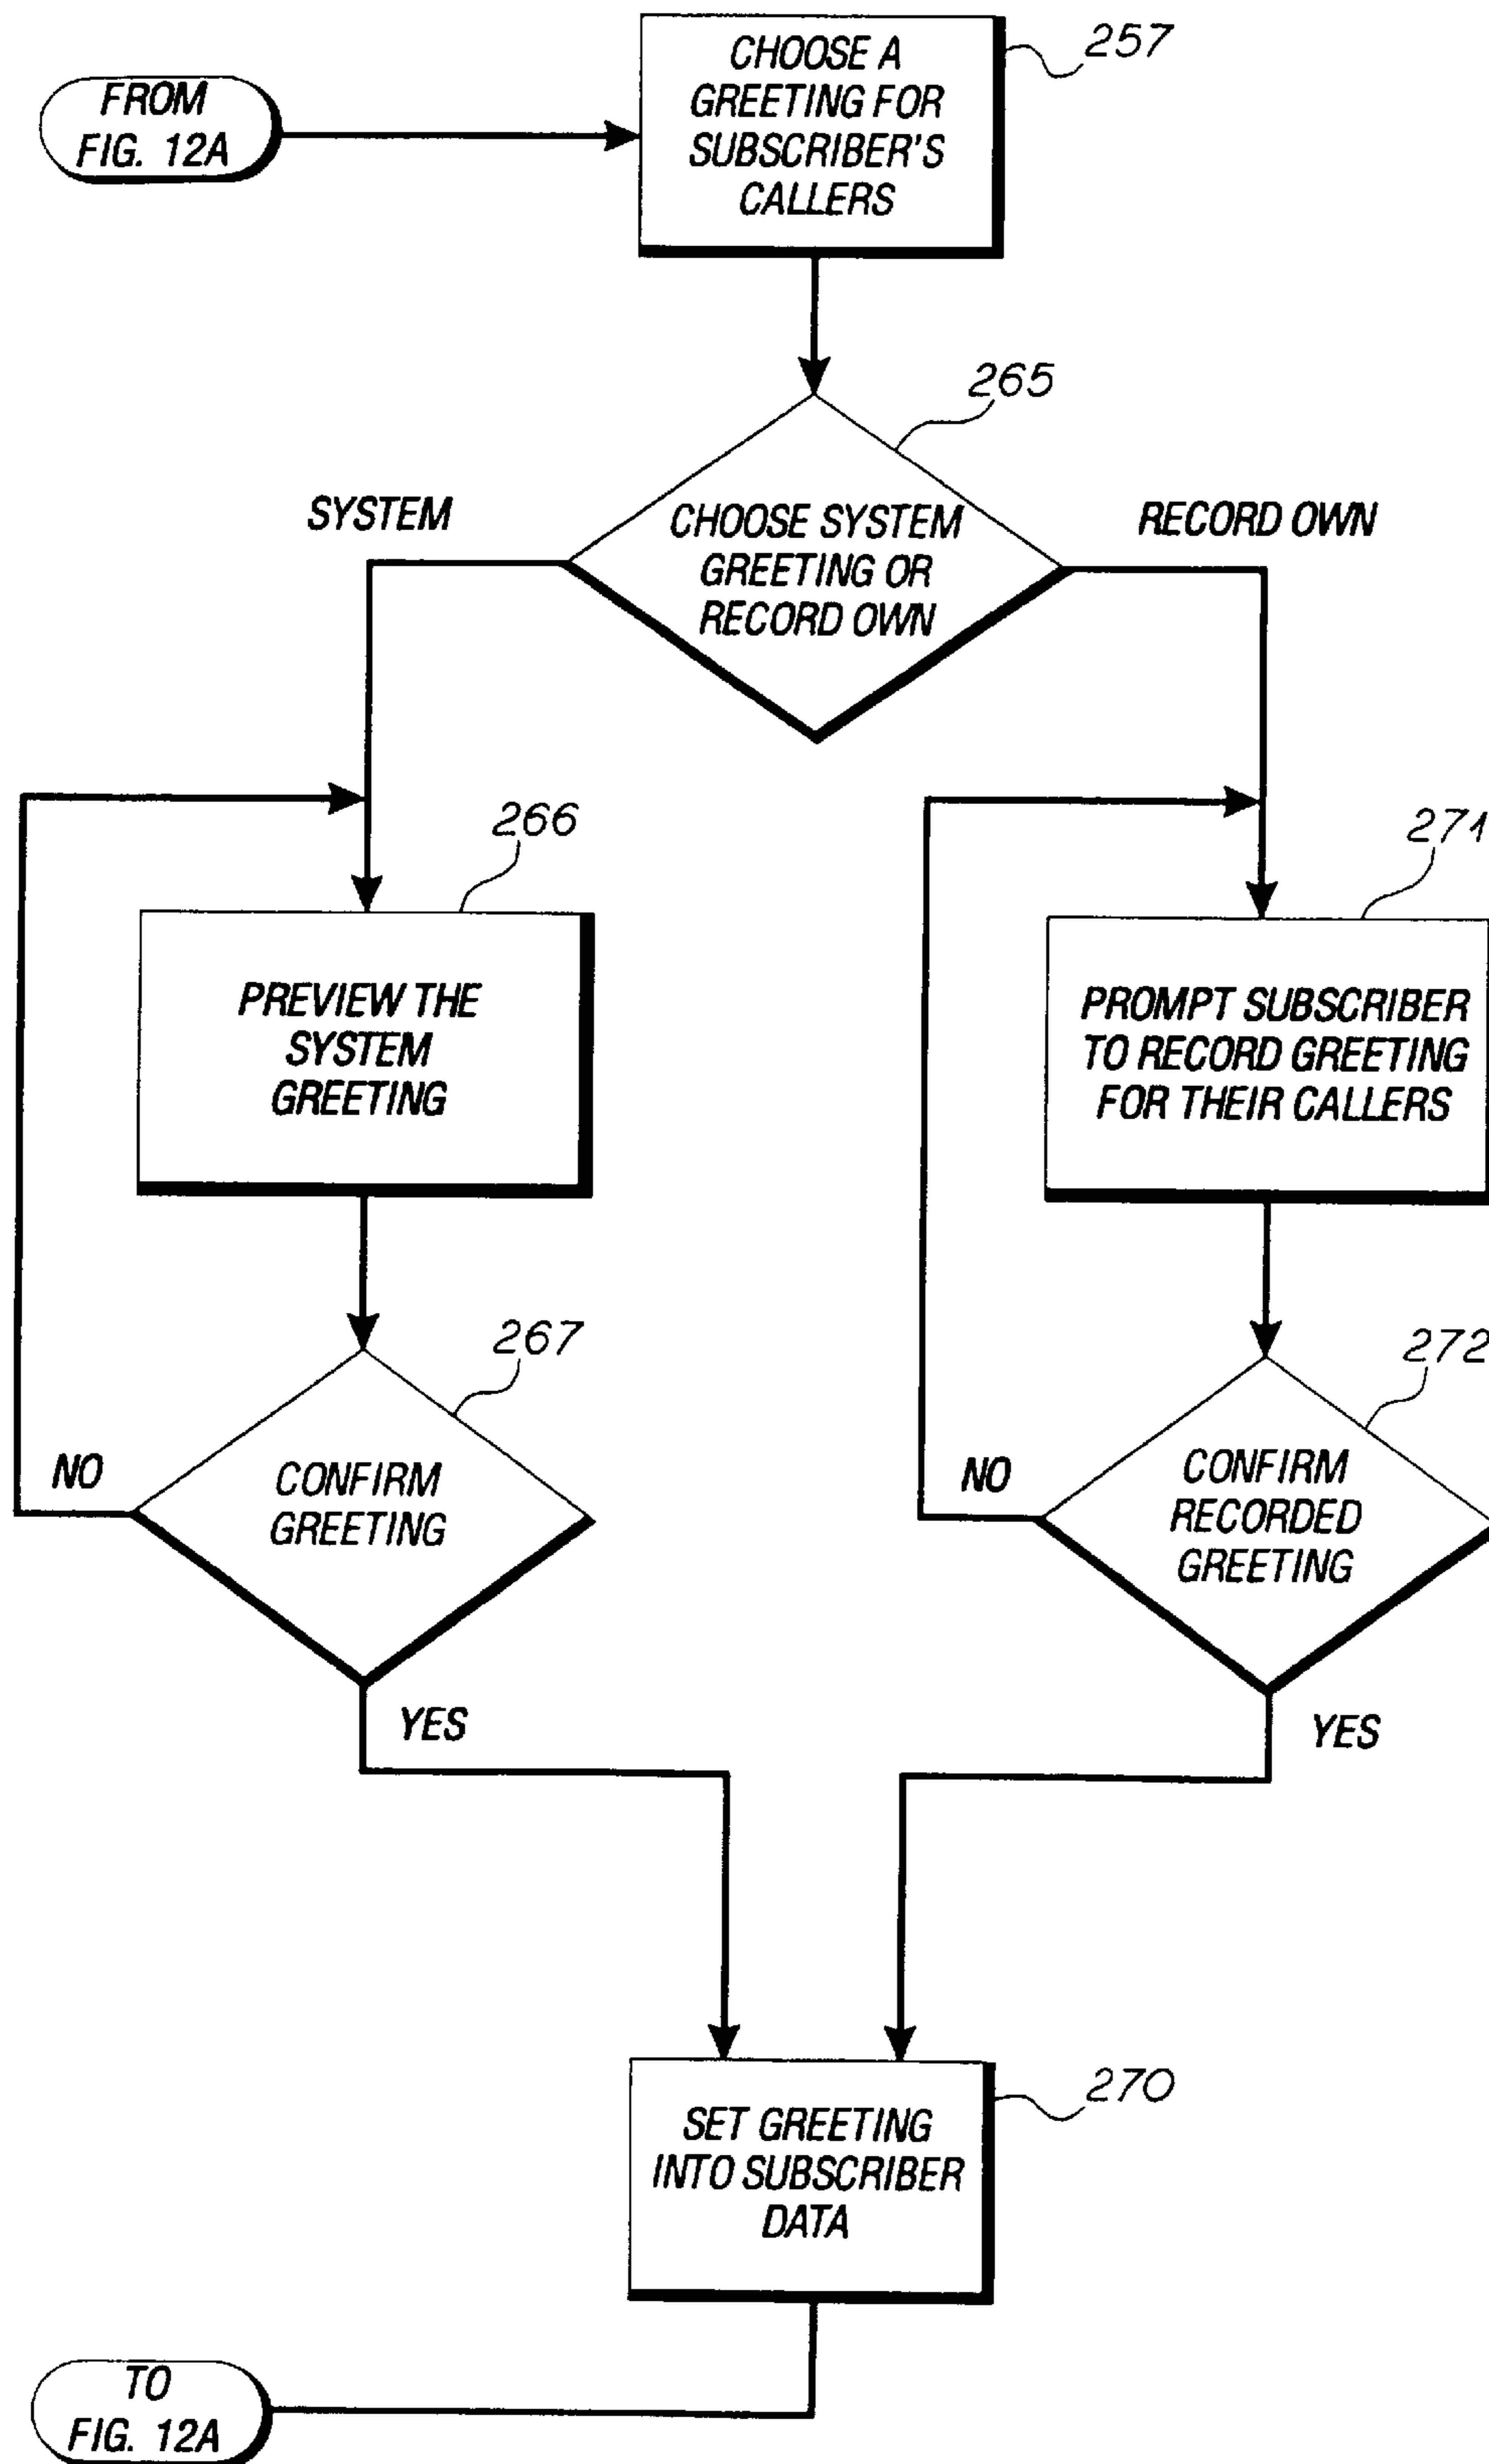 CHOOSE A
GREETING FOR
SUBSCRIBER'S
CALLERS
257
FROM
FIG. 12A
265
SYSTEM
CHOOSE SYSTEM
GREETING OR
RECORD OWN
RECORD OWN
266
PREVIEW THE
SYSTEM
GREETING
271
PROMPT SUBSCRIBER
TO RECORD GREETING
FOR THEIR CALLERS
267
NO
CONFIRM
GREETING
YES
272
NO
CONFIRM
RECORDED
GREETING
YES
270
SET GREETING
INTO SUBSCRIBER
DATA
TO
FIG. 12A